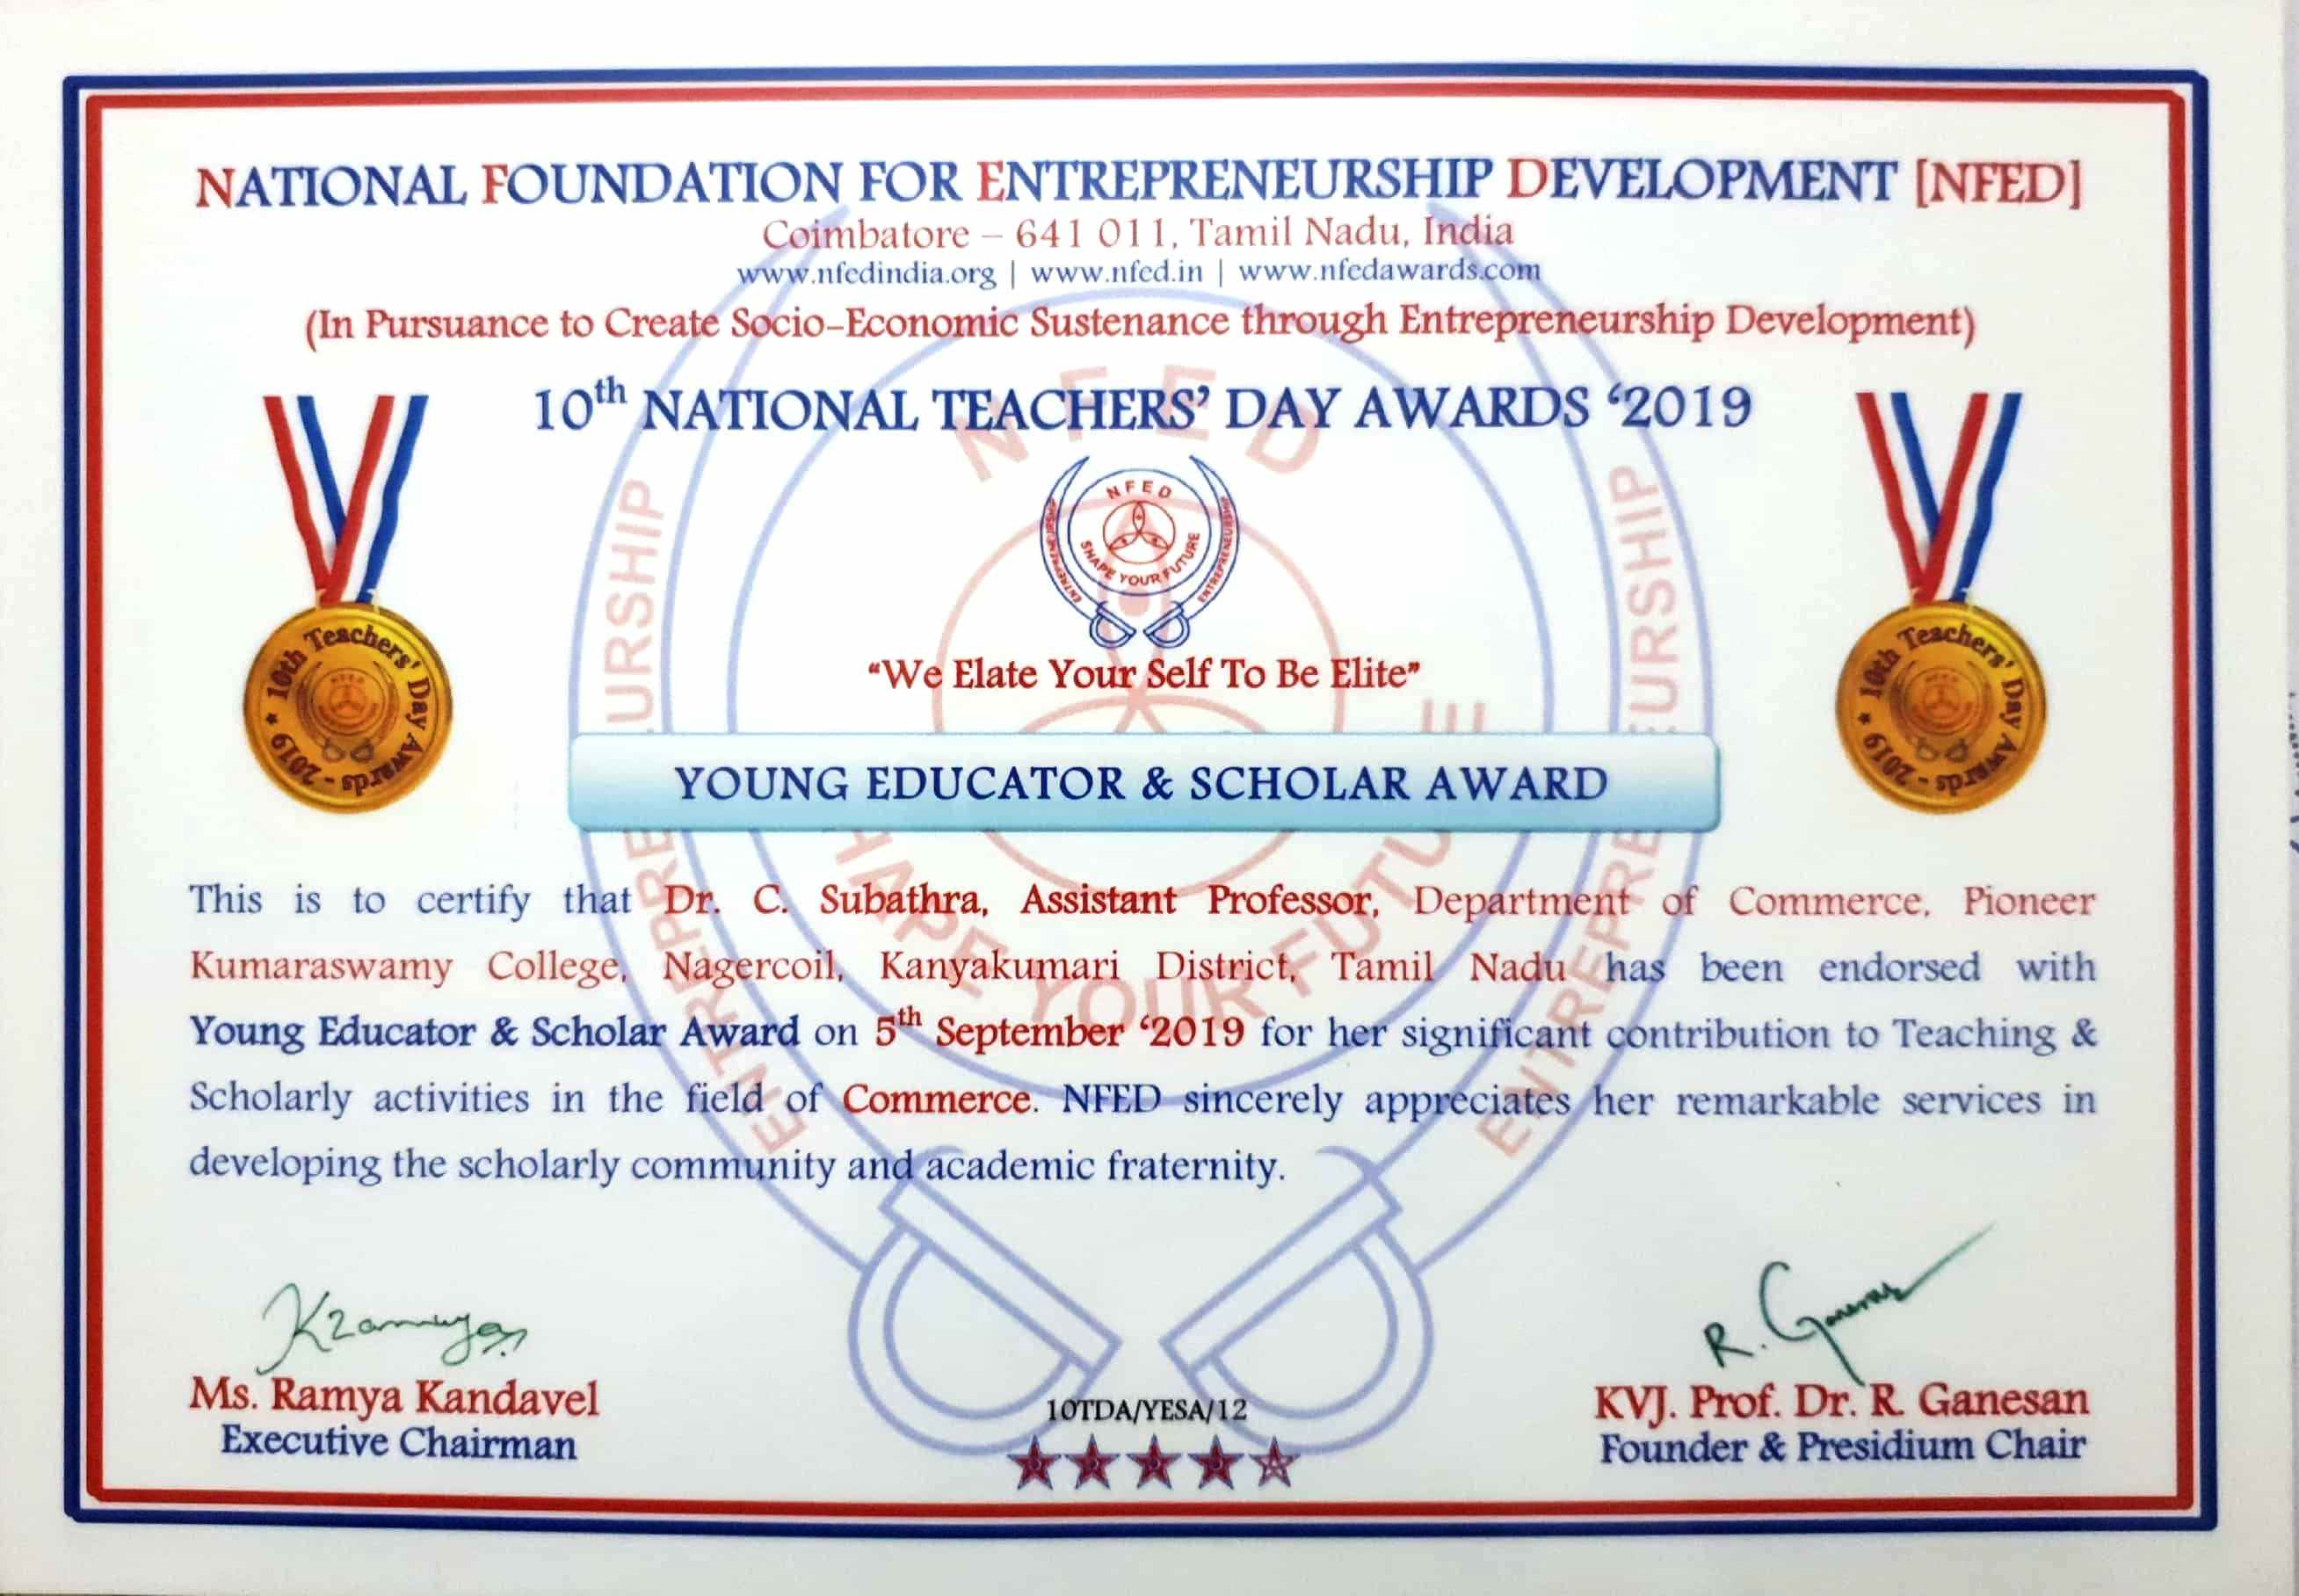 NATIONAL FOUNDATION FOR ENTREPRENEURSHIP DEVELOPMENT [NFED]
Coimbatore – 641 011, Tamil Nadu, India
www.nfedindia.org | www.nfed.in | www.nfedawards.com
(In Pursuance to Create Socio-Economic Sustenance through Entrepreneurship Development)
10th NATIONAL TEACHERS' DAY AWARDS ‘2019
NFED
SHAPE YOUR FUTURE
ENTREPRENEURSHIP
ENTREPRENEURSHIP
“We Elate Your Self To Be Elite”
10th Teachers' Day Awards - 2019 ★
10th Teachers' Day Awards - 2019 ★
YOUNG EDUCATOR & SCHOLAR AWARD
This is to certify that Dr. C. Subathra, Assistant Professor, Department of Commerce, Pioneer
Kumaraswamy College, Nagercoil, Kanyakumari District, Tamil Nadu has been endorsed with
Young Educator & Scholar Award on 5th September ‘2019 for her significant contribution to Teaching &
Scholarly activities in the field of Commerce. NFED sincerely appreciates her remarkable services in
developing the scholarly community and academic fraternity.
KRamya
R. Ganesan
Ms. Ramya Kandavel
Executive Chairman
10TDA/YESA/12
KVJ. Prof. Dr. R. Ganesan
Founder & Presidium Chair